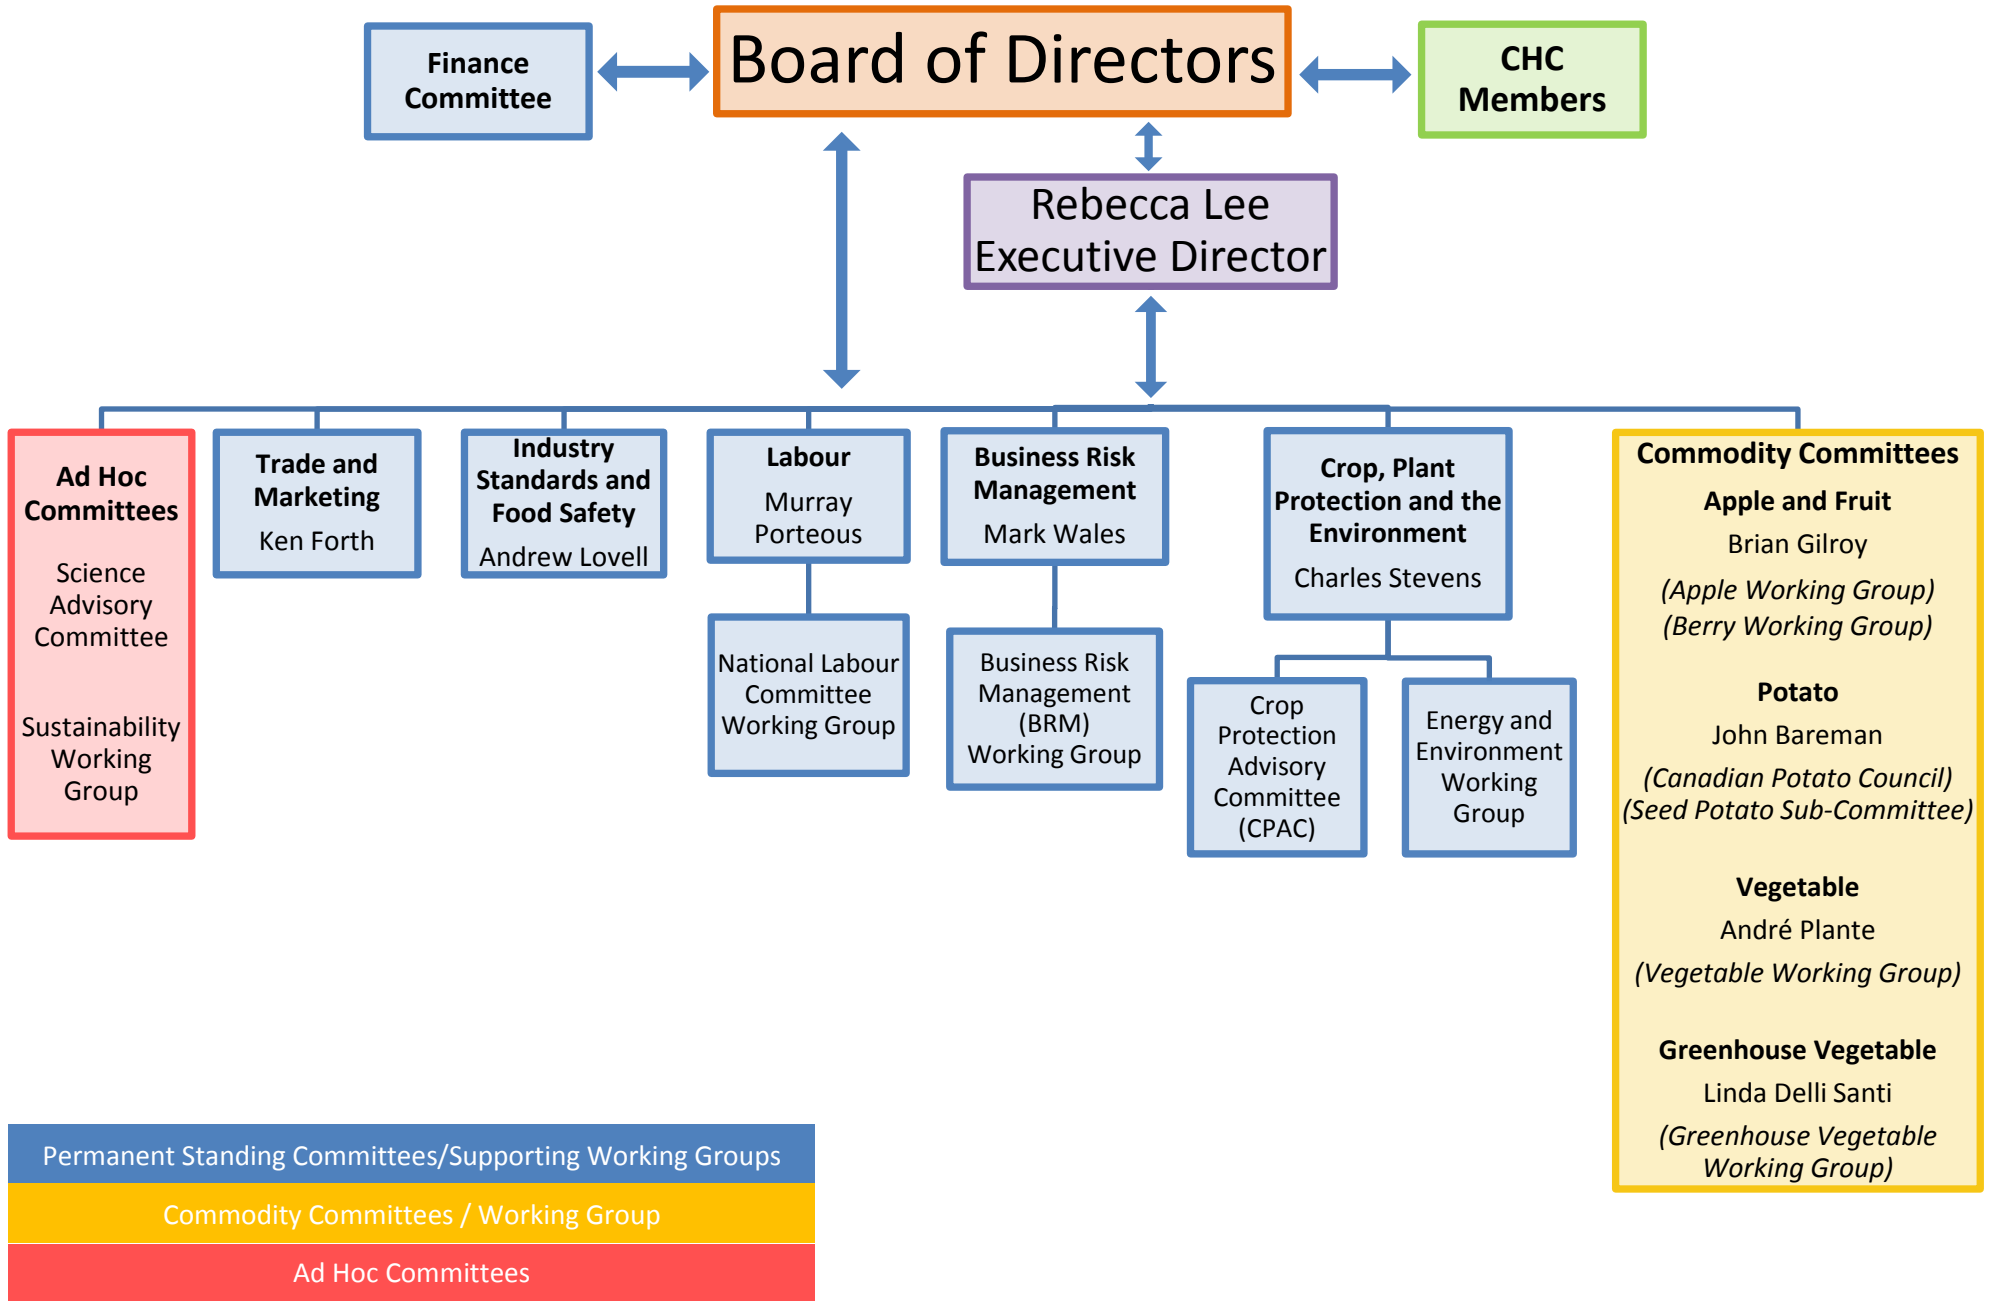 Finance
Committee
Board of Directors
CHC
Members
Rebecca Lee
Executive Director
Ad Hoc
Committees
Science
Advisory
Committee
Sustainability
Working
Group
Trade and
Marketing
Ken Forth
Industry
Standards and
Food Safety
Andrew Lovell
Labour
Murray
Porteous
National Labour
Committee
Working Group
Business Risk
Management
Mark Wales
Business Risk
Management
(BRM)
Working Group
Crop, Plant
Protection and the
Environment
Charles Stevens
Crop
Protection
Advisory
Committee
(CPAC)
Energy and
Environment
Working
Group
Commodity Committees
Apple and Fruit
Brian Gilroy
(Apple Working Group)
(Berry Working Group)
Potato
John Bareman
(Canadian Potato Council)
(Seed Potato Sub-Committee)
Vegetable
André Plante
(Vegetable Working Group)
Greenhouse Vegetable
Linda Delli Santi
(Greenhouse Vegetable
Working Group)
Permanent Standing Committees/Supporting Working Groups
Commodity Committees / Working Group
Ad Hoc Committees